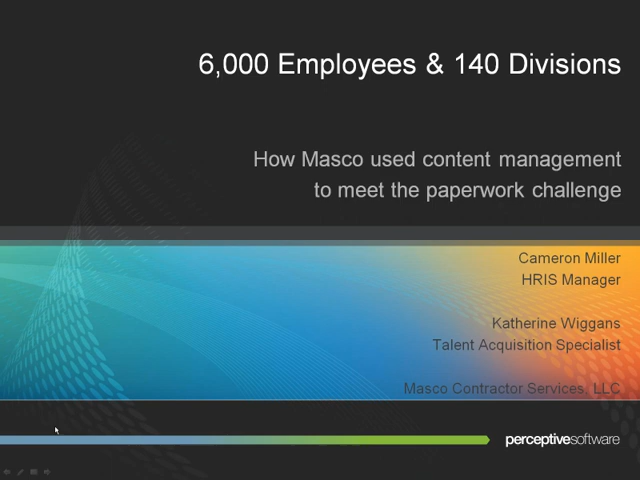 6,000 Employees & 140 Divisions
How Masco used content management
to meet the paperwork challenge
Cameron Miller
HRIS Manager
Katherine Wiggans
Talent Acquisition Specialist
Masco Contractor Services, LLC
perceptivesoftware